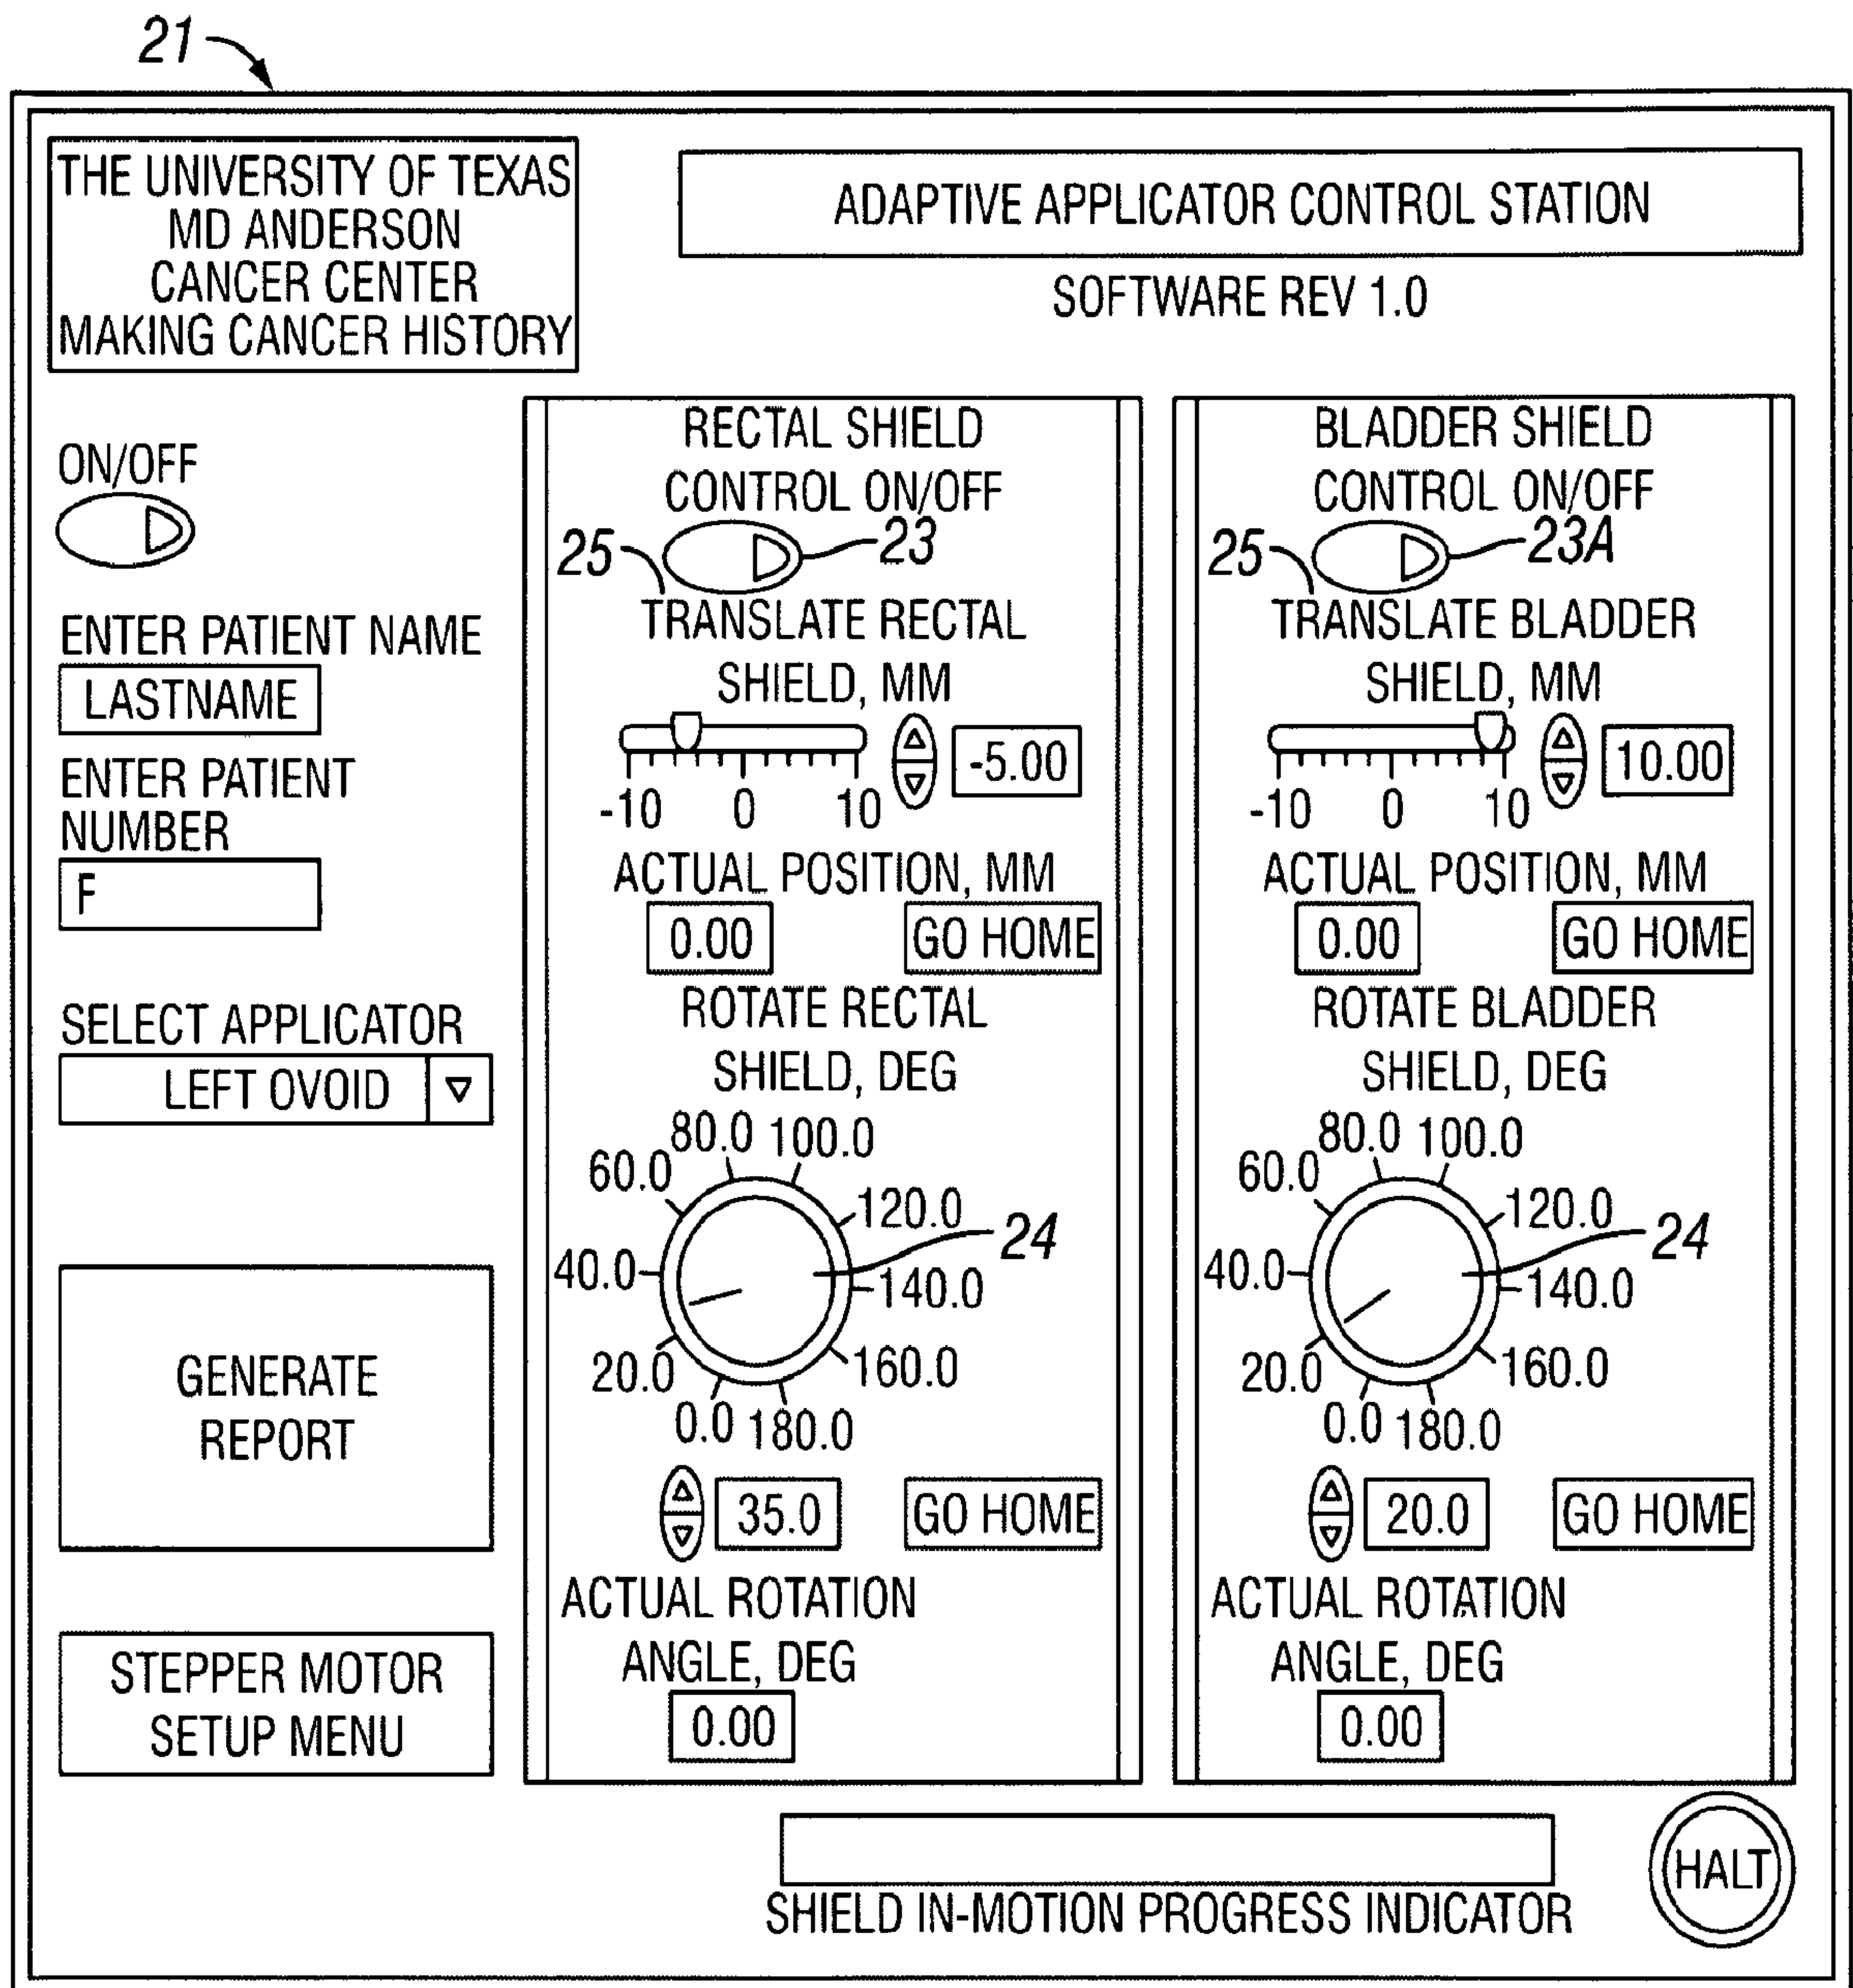 21
THE UNIVERSITY OF TEXAS
MD ANDERSON
CANCER CENTER
MAKING CANCER HISTORY
ADAPTIVE APPLICATOR CONTROL STATION
SOFTWARE REV 1.0
ON/OFF
ENTER PATIENT NAME
LASTNAME
ENTER PATIENT
NUMBER
F
SELECT APPLICATOR
LEFT OVOID
GENERATE
REPORT
STEPPER MOTOR
SETUP MENU
RECTAL SHIELD
CONTROL ON/OFF
25 23
TRANSLATE RECTAL
SHIELD, MM
-5.00
-10 0 10
ACTUAL POSITION, MM
0.00 GO HOME
ROTATE RECTAL
SHIELD, DEG
80.0 100.0
60.0 120.0
24
40.0 140.0
20.0 160.0
0.0 180.0
35.0 GO HOME
ACTUAL ROTATION
ANGLE, DEG
0.00
BLADDER SHIELD
CONTROL ON/OFF
25 23A
TRANSLATE BLADDER
SHIELD, MM
10.00
-10 0 10
ACTUAL POSITION, MM
0.00 GO HOME
ROTATE BLADDER
SHIELD, DEG
80.0 100.0
60.0 120.0
24
40.0 140.0
20.0 160.0
0.0 180.0
20.0 GO HOME
ACTUAL ROTATION
ANGLE, DEG
0.00
SHIELD IN-MOTION PROGRESS INDICATOR
HALT